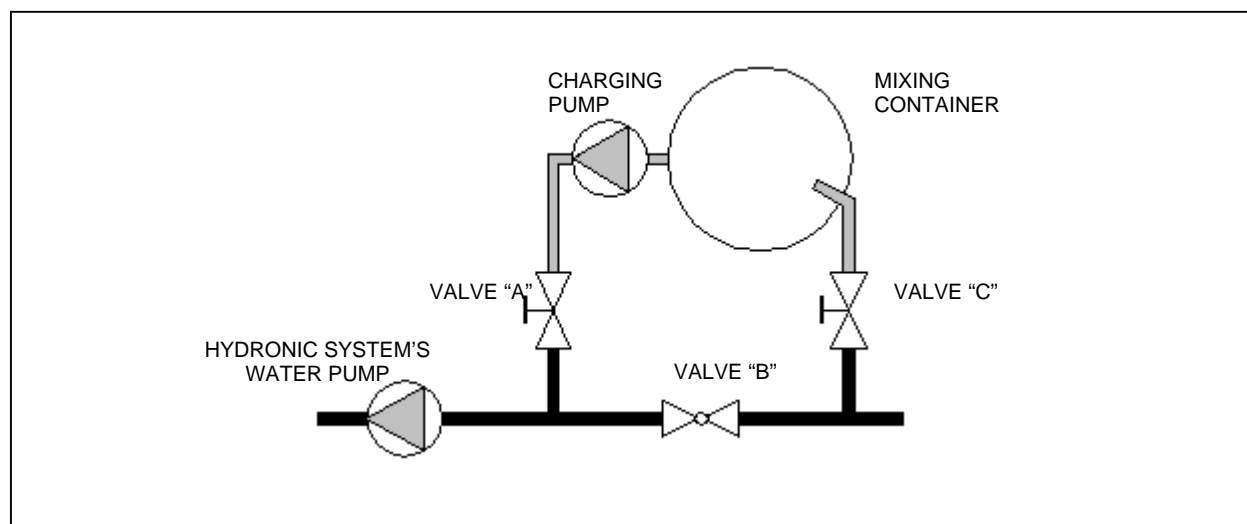 CHARGING
PUMP
MIXING
CONTAINER
VALVE “A”
VALVE “C”
HYDRONIC SYSTEM’S
WATER PUMP
VALVE “B”